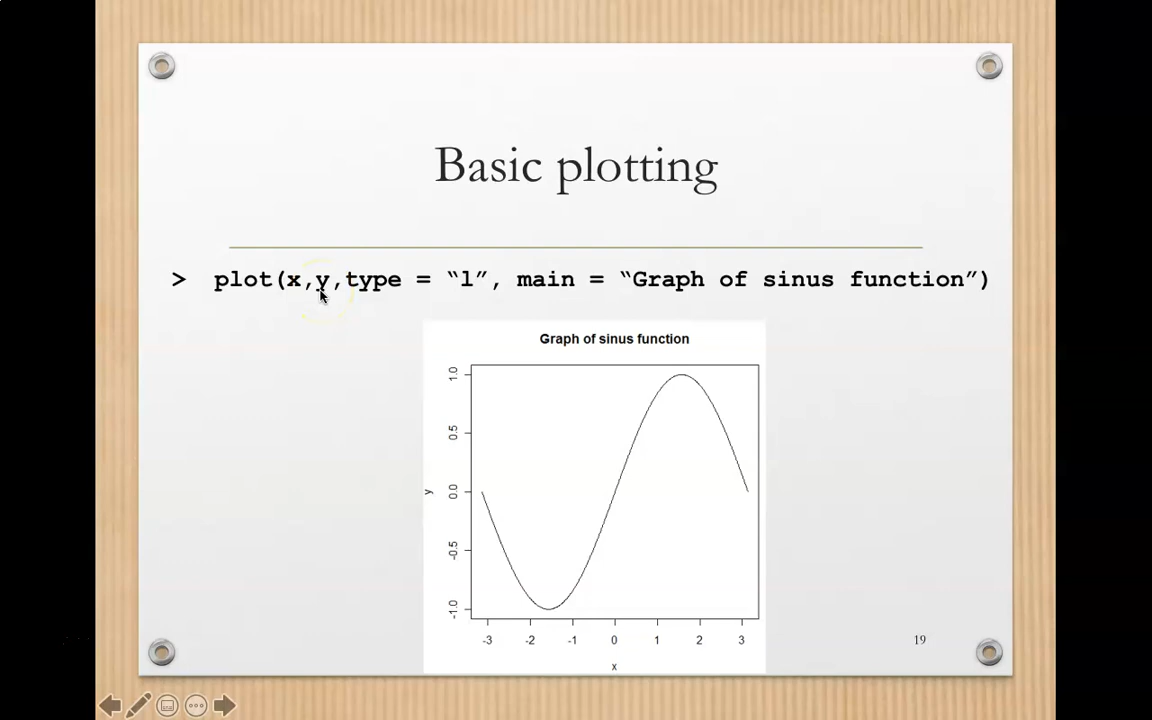 Basic plotting
> plot(x,y,type = “l”, main = “Graph of sinus function”)
Graph of sinus function
1.0
0.5
0.0
-0.5
-1.0
y
-3 -2 -1 0 1 2 3
x
19